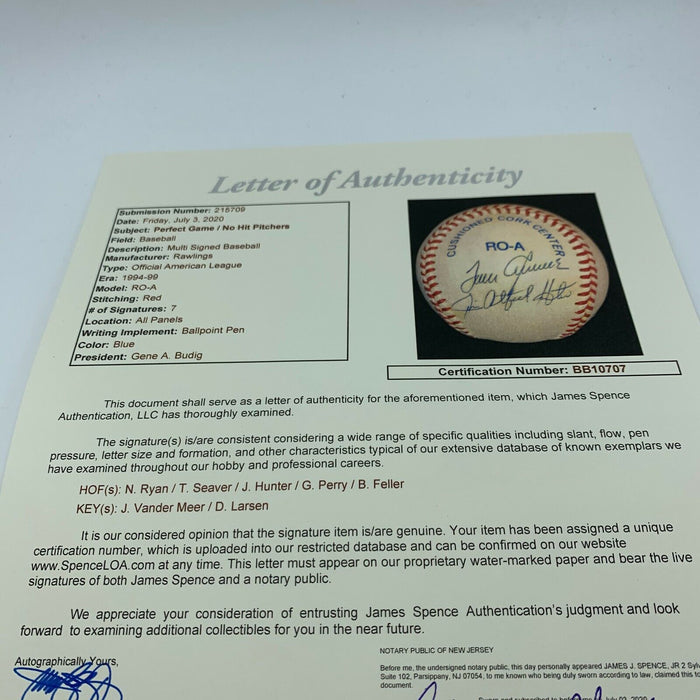 Letter of Authenticity
Submission Number: 215709
Date: Friday, July 3, 2020
Subject: Perfect Game / No Hit Pitchers
Field: Baseball
Description: Multi Signed Baseball
Manufacturer: Rawlings
Type: Official American League
Era: 1994-99
Model: RO-A
Stitching: Red
# of Signatures: 7
Location: All Panels
Writing Implement: Ballpoint Pen
Color: Blue
President: Gene A. Budig
CUSHIONED CORK CENTER
RO-A
Tom Seaver
Jim "Catfish" Hunter
Certification Number: BB10707
This document shall serve as a letter of authenticity for the aforementioned item, which James Spence
Authentication, LLC has thoroughly examined.
The signature(s) is/are consistent considering a wide range of specific qualities including slant, flow, pen
pressure, letter size and formation, and other characteristics typical of our extensive database of known exemplars we
have examined throughout our hobby and professional careers.
HOF(s): N. Ryan / T. Seaver / J. Hunter / G. Perry / B. Feller
KEY(s): J. Vander Meer / D. Larsen
It is our considered opinion that the signature item is/are genuine. Your item has been assigned a unique
certification number, which is uploaded into our restricted database and can be confirmed on our website
www.SpenceLOA.com at any time. This letter must appear on our proprietary water-marked paper and bear the live
signatures of both James Spence and a notary public.
We appreciate your consideration of entrusting James Spence Authentication's judgment and look
forward to examining additional collectibles for you in the near future.
Autographically Yours,
NOTARY PUBLIC OF NEW JERSEY
Before me, the undersigned notary public, this day personally appeared JAMES J. SPENCE, JR 2 Sylv
Suite 102, Parsippany, NJ 07054, to me known who being duly sworn according to law, claimed this to
document.